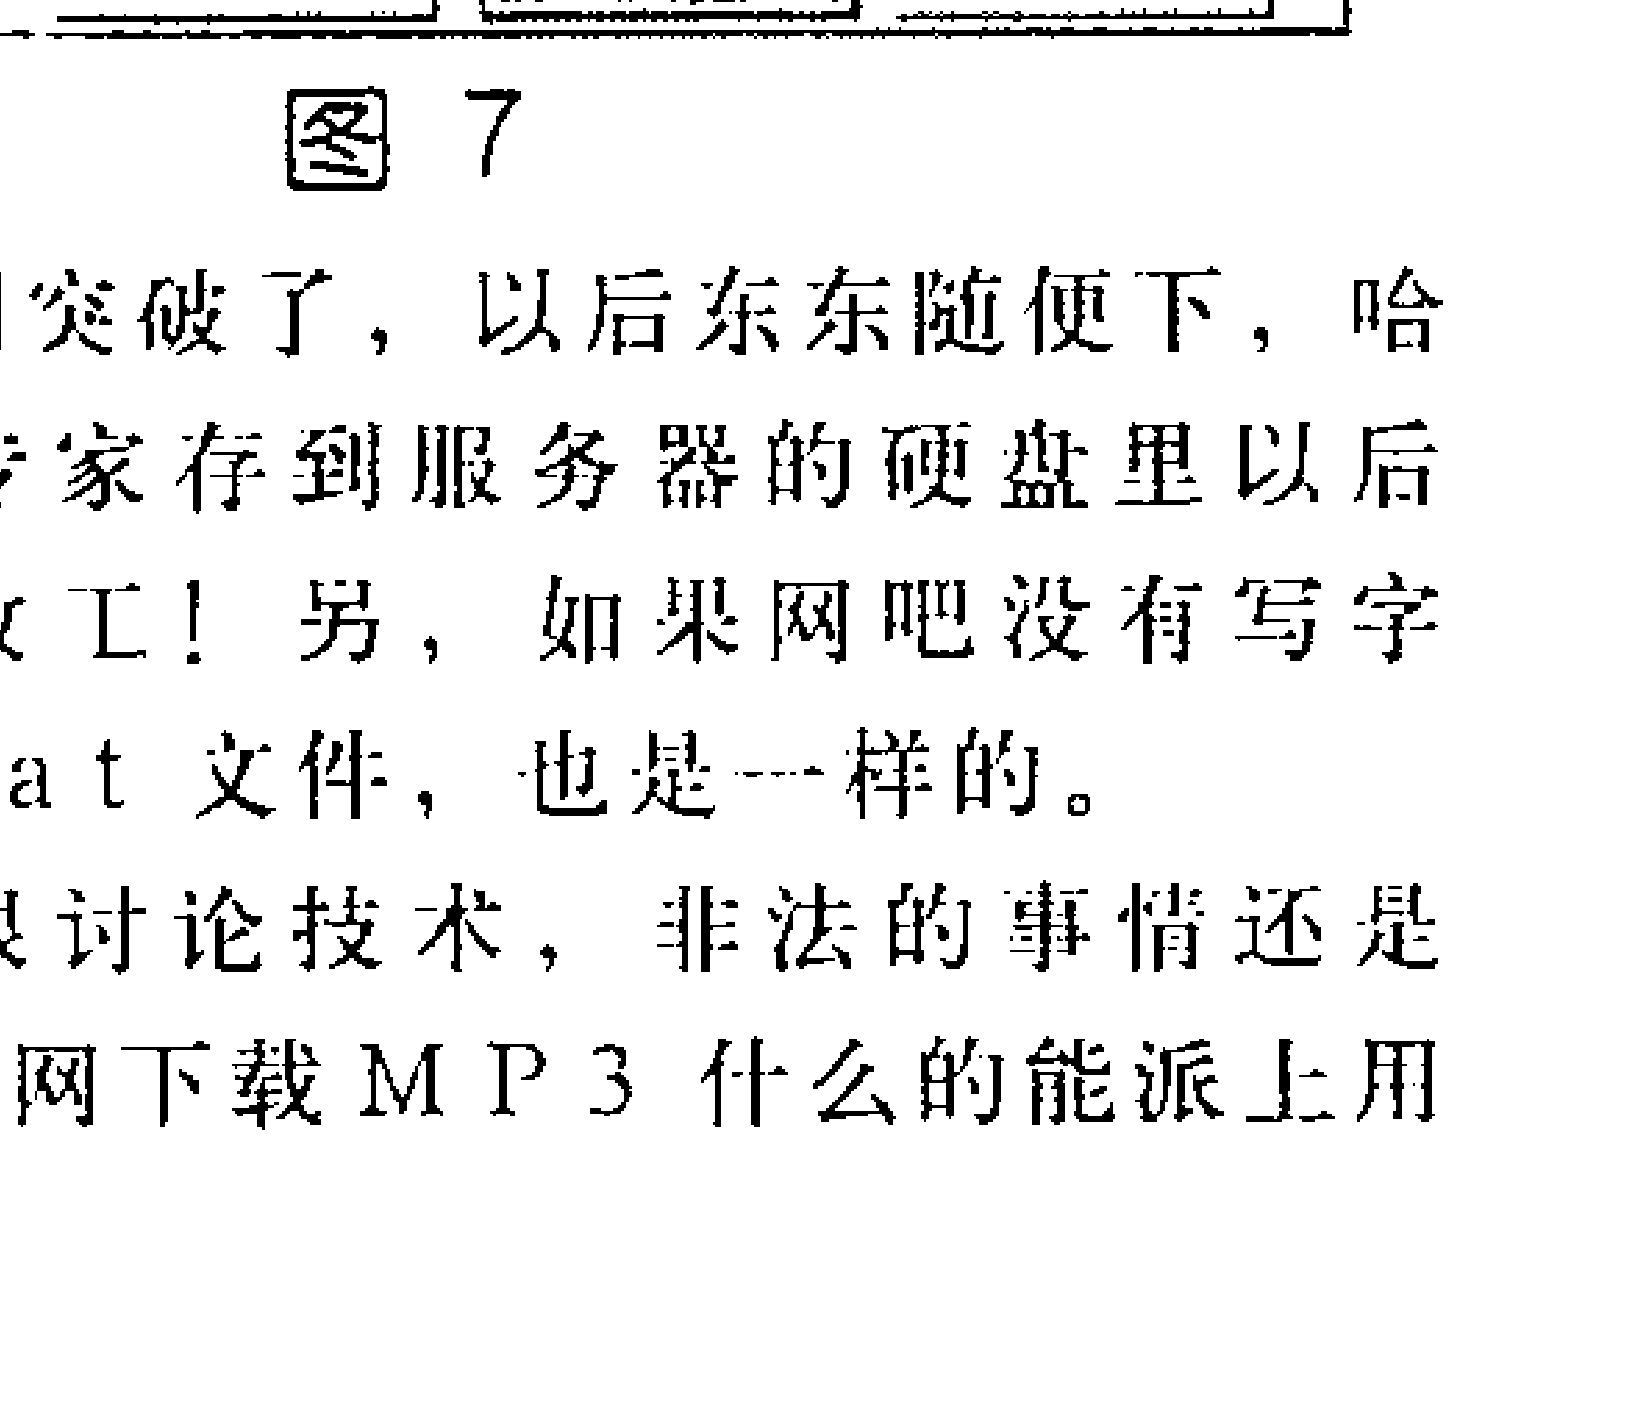 图 7
突破了，以后东东随便下，哈
家存到服务器的硬盘里以后
工！另，如果网吧没有写字
at 文件，也是一样的。
讨论技术，非法的事情还是
网下载MP3 什么的能派上用